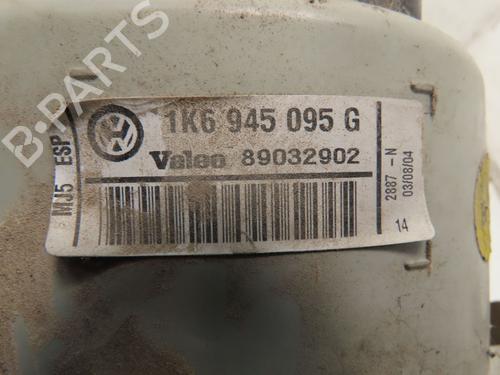 1K6 945 095 G
Valeo 89032902
MJ5 ESP
2887 - N
03/08/04
14
B-PARTS